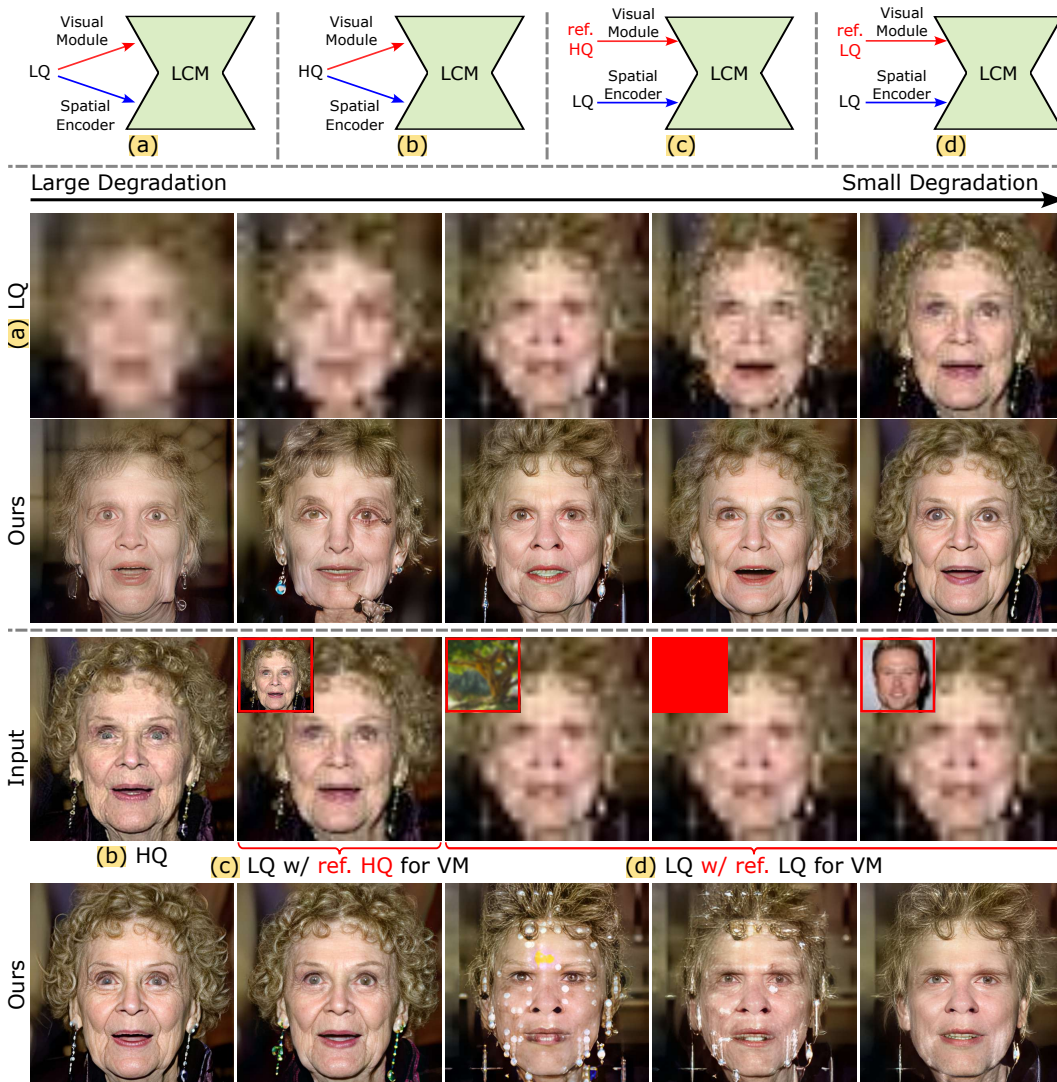 LQ
Visual
Module
Spatial
Encoder
LCM
(a)
HQ
Visual
Module
Spatial
Encoder
LCM
(b)
ref.
HQ
Visual
Module
LQ
Spatial
Encoder
LCM
(c)
ref.
LQ
Visual
Module
LQ
Spatial
Encoder
LCM
(d)
Large Degradation
Small Degradation
(a) LQ
Ours
Input
(b) HQ
(c) LQ w/ ref. HQ for VM
(d) LQ w/ ref. LQ for VM
Ours